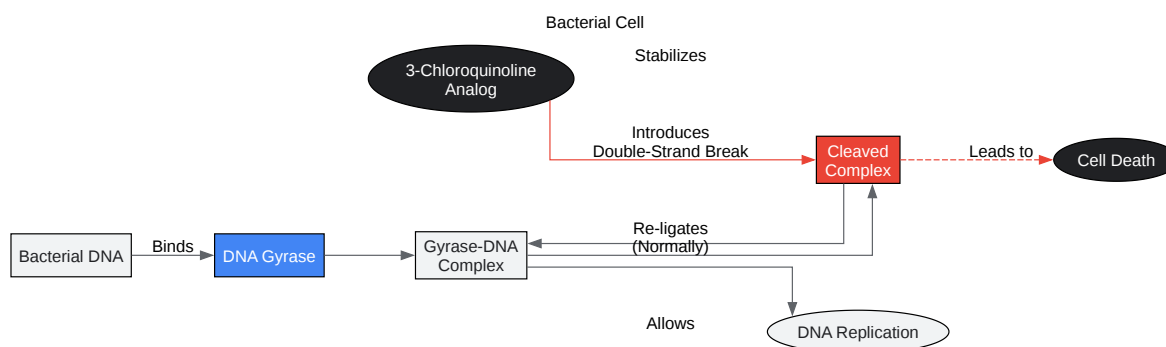 Bacterial Cell
Stabilizes
3-Chloroquinoline
Analog
Introduces
Double-Strand Break
Cleaved
Complex
Leads to
Cell Death
Re-ligates
(Normally)
Bacterial DNA
Binds
DNA Gyrase
Gyrase-DNA
Complex
Allows
DNA Replication